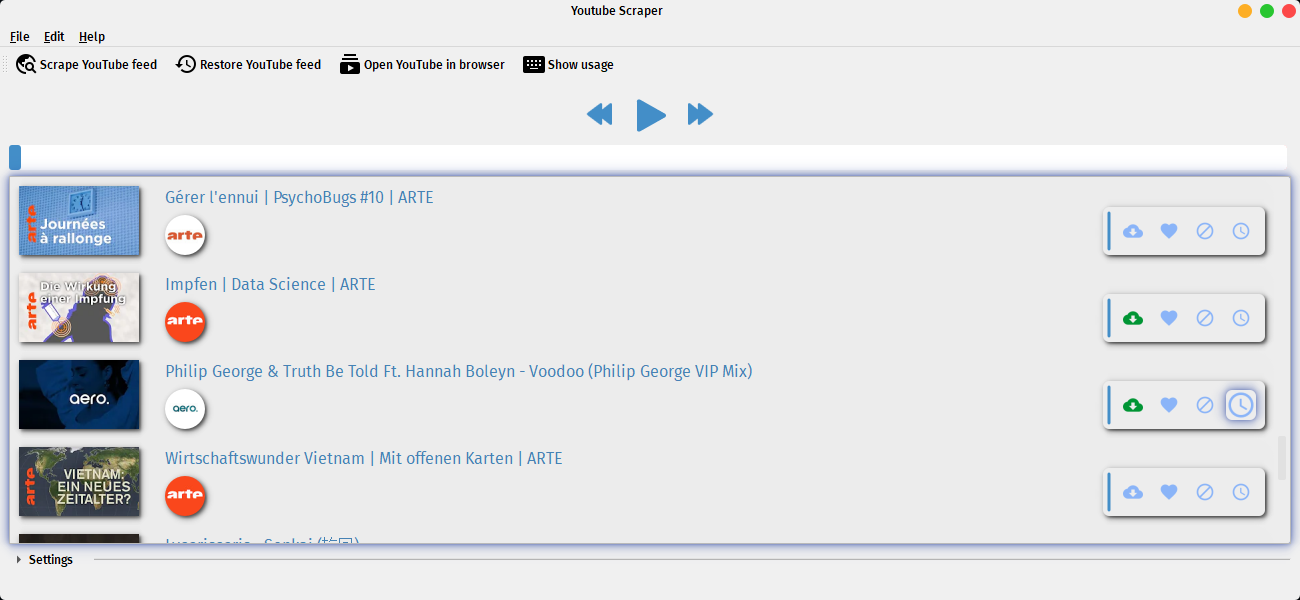 Youtube Scraper
File Edit Help
Scrape YouTube feed Restore YouTube feed Open YouTube in browser Show usage
Gérer l'ennui | PsychoBugs #10 | ARTE
arte
Journées
à rallonge
arte
Impfen | Data Science | ARTE
arte
Die Wirkung
einer Impfung
arte
Philip George & Truth Be Told Ft. Hannah Boleyn - Voodoo (Philip George VIP Mix)
aero.
aero.
Wirtschaftswunder Vietnam | Mit offenen Karten | ARTE
arte
VIETNAM:
EIN NEUES
ZEITALTER?
arte
Settings